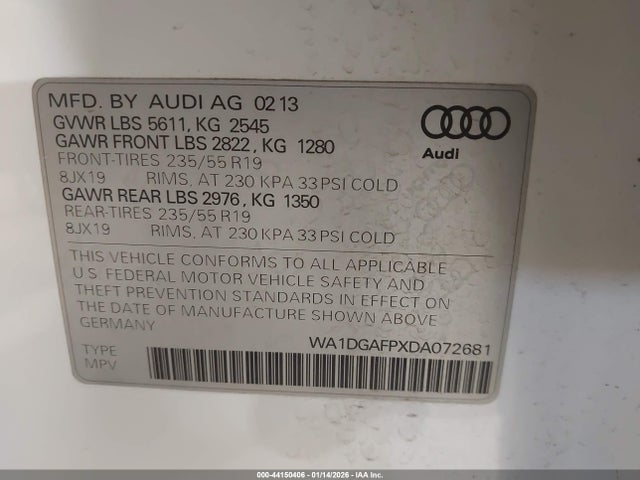 MFD. BY AUDI AG 02 13
GVWR LBS 5611, KG 2545
GAWR FRONT LBS 2822, KG 1280
FRONT-TIRES 235/55 R19
8JX19 RIMS, AT 230 KPA 33 PSI COLD
GAWR REAR LBS 2976, KG 1350
REAR-TIRES 235/55 R19
8JX19 RIMS, AT 230 KPA 33 PSI COLD
Audi
THIS VEHICLE CONFORMS TO ALL APPLICABLE
U.S. FEDERAL MOTOR VEHICLE SAFETY AND
THEFT PREVENTION STANDARDS IN EFFECT ON
THE DATE OF MANUFACTURE SHOWN ABOVE
GERMANY
WA1DGAFPXDA072681
TYPE
MPV
000-44150406 - 01/14/2026 - IAA Inc.